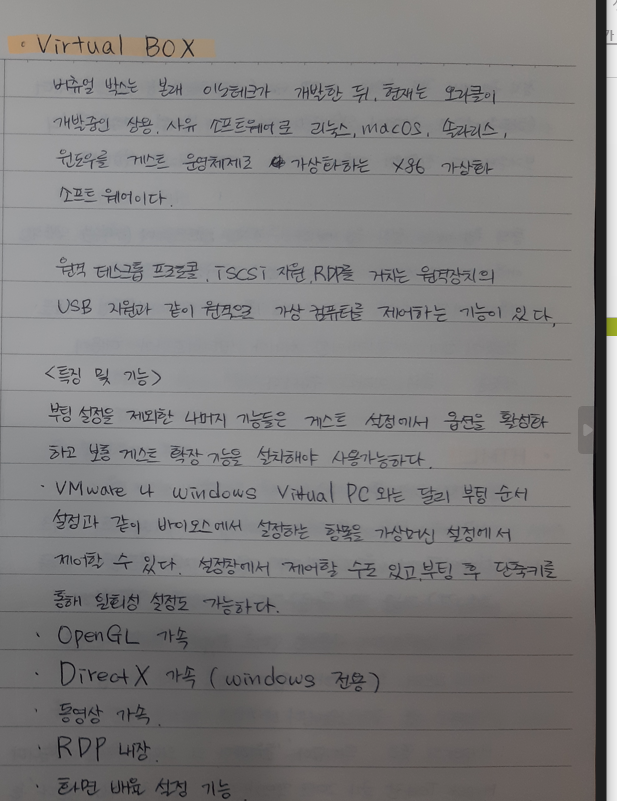 Virtual BOX
버츄얼 박스는 본래 이노테크가 개발한 뒤, 현재는 오라클이
개발중인 상용, 사유 소프트웨어로 리눅스, macOS, 솔라리스,
윈도우를 게스트 운영체제로 가상화하는 X86 가상화
소프트웨어이다.
원격 데스크톱 프로토콜, iSCSi 지원, RDP를 거치는 원격장치의
USB 지원과 같이 원격으로 가상 컴퓨터를 제어하는 기능이 있다.
<특징 및 기능>
부팅 설정을 제외한 나머지 기능들은 게스트 설정에서 옵션을 활성화
하고 보통 게스트 확장 기능을 설치해야 사용가능하다.
· VMware 나 windows Vitual PC 와는 달리 부팅 순서
설정과 같이 바이오스에서 설정하는 항목을 가상머신 설정에서
제어할 수 있다. 설정창에서 제어할 수도 있고, 부팅 후 단축키를
통해 일회성 설정도 가능하다.
· OpenGL 가속
· DirectX 가속 (windows 전용)
· 동영상 가속.
· RDP 내장.
· 화면 배율 설정 기능